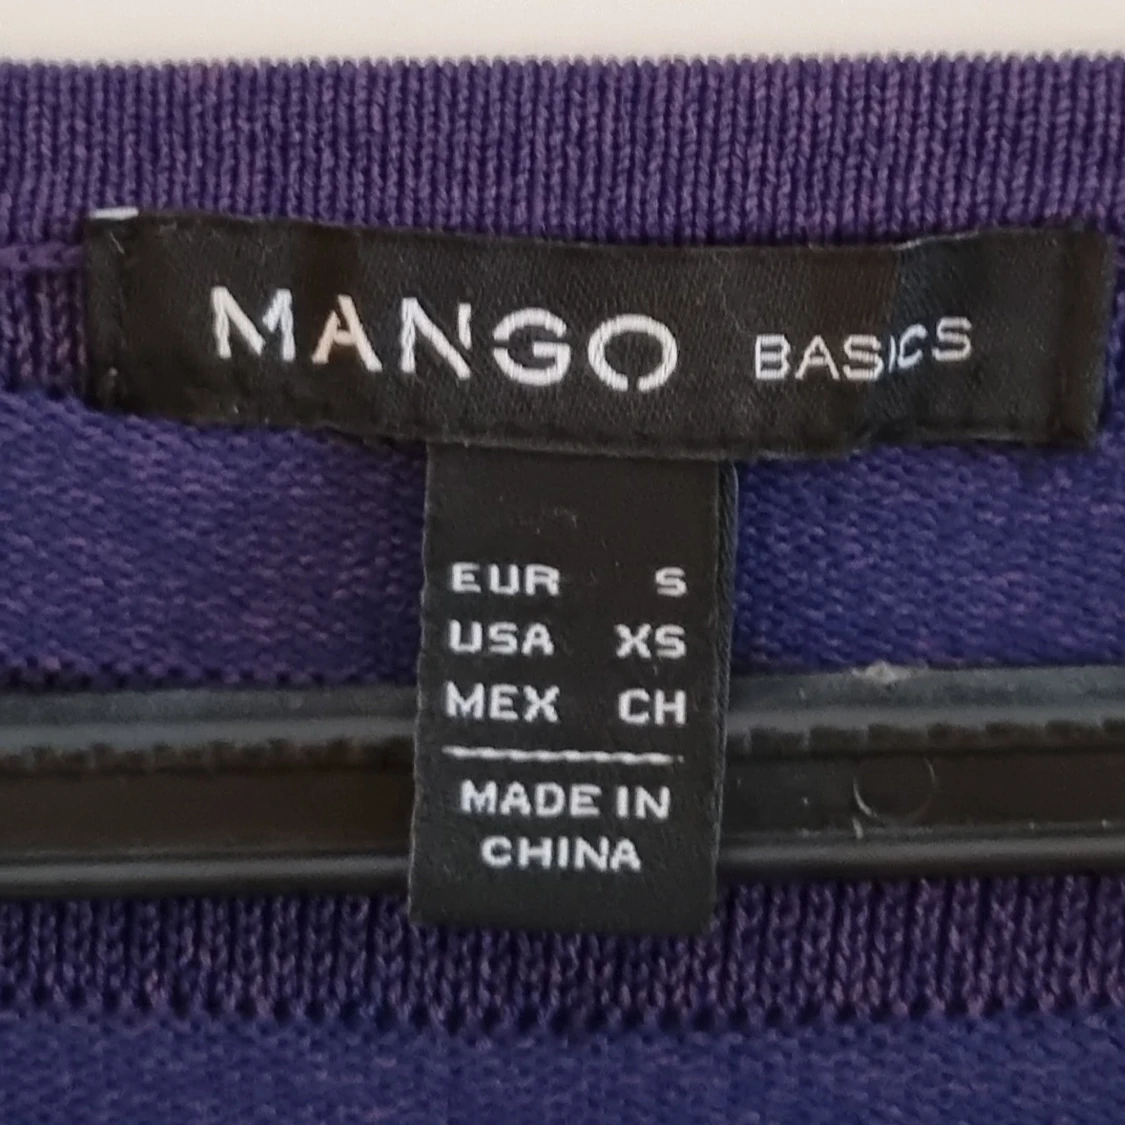 MANGO BASICS
EUR S
USA XS
MEX CH
MADE IN
CHINA